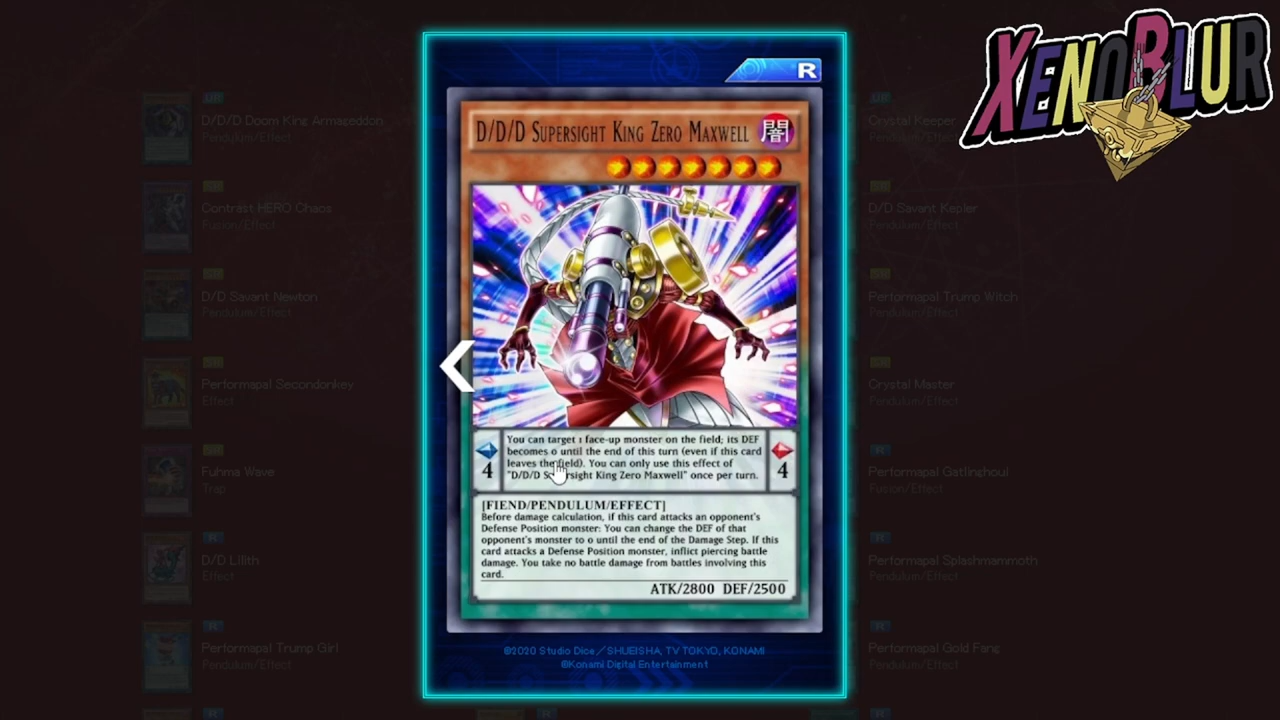 XENOBLUR
R
D/D/D SUPERSIGHT KING ZERO MAXWELL
闇
You can target 1 face-up monster on the field; its DEF
becomes 0 until the end of this turn (even if this card
leaves the field). You can only use this effect of
"D/D/D Supersight King Zero Maxwell" once per turn.
4
4
[FIEND/PENDULUM/EFFECT]
Before damage calculation, if this card attacks an opponent's
Defense Position monster: You can change the DEF of that
opponent's monster to 0 until the end of the Damage Step. If this
card attacks a Defense Position monster, inflict piercing battle
damage. You take no battle damage from battles involving this
card.
ATK/2800 DEF/2500
©2020 Studio Dice／SHUEISHA, TV TOKYO, KONAMI
©Konami Digital Entertainment
UR
D/D/D Doom King Armageddon
Pendulum/Effect
Contrast HERO Chaos
Fusion/Effect
D/D Savant Newton
Pendulum/Effect
Performapal Secondonkey
Effect
Fuhma Wave
Trap
R
D/D Lilith
Effect
R
Performapal Trump Girl
Pendulum/Effect
R
R
UR
Crystal Keeper
Pendulum/Effect
D/D Savant Kepler
Pendulum/Effect
Performapal Trump Witch
Pendulum/Effect
Crystal Master
Pendulum/Effect
R
Performapal Gatlinghoul
Fusion/Effect
R
Performapal Splashmammoth
Pendulum/Effect
R
Performapal Gold Fang
Pendulum/Effect
R